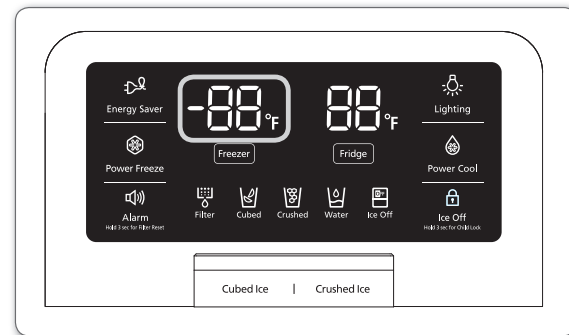 Energy Saver
-88°F
88°F
Lighting
Power Freeze
Freezer
Fridge
Power Cool
Alarm
Hold 3 sec for Filter Reset
Filter
Cubed
Crushed
Water
Ice Off
Ice Off
Hold 3 sec for Child Lock
Cubed Ice | Crushed Ice